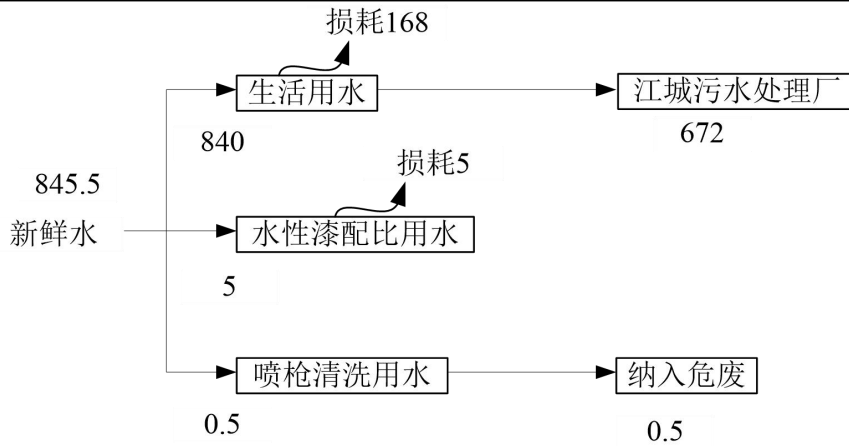 损耗168
生活用水
江城污水处理厂
840
672
损耗5
845.5
新鲜水
水性漆配比用水
5
喷枪清洗用水
纳入危废
0.5
0.5